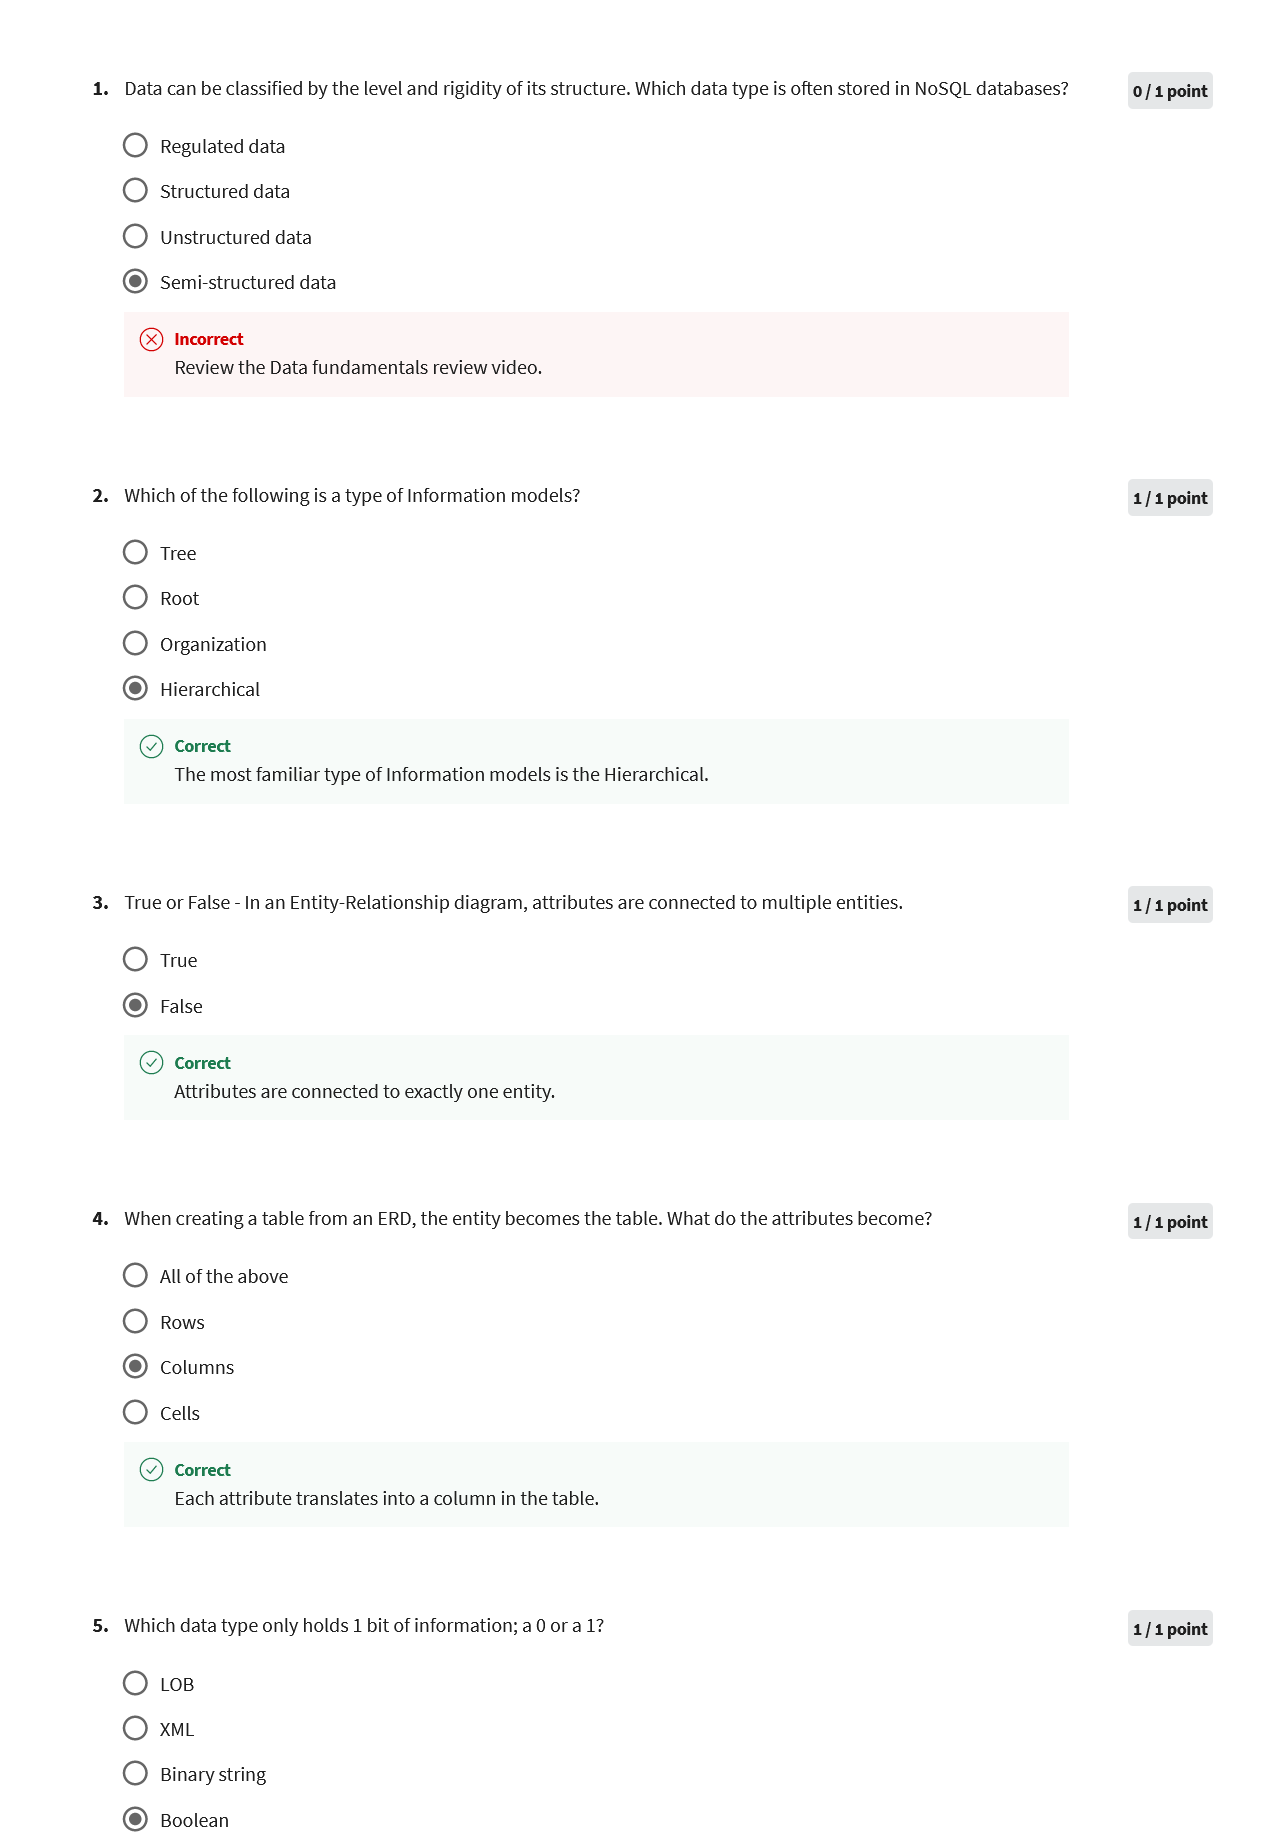 1. Data can be classified by the level and rigidity of its structure. Which data type is often stored in NoSQL databases? 0 / 1 point
Regulated data
Structured data
Unstructured data
Semi-structured data
Incorrect
Review the Data fundamentals review video.
2. Which of the following is a type of Information models? 1 / 1 point
Tree
Root
Organization
Hierarchical
Correct
The most familiar type of Information models is the Hierarchical.
3. True or False - In an Entity-Relationship diagram, attributes are connected to multiple entities. 1 / 1 point
True
False
Correct
Attributes are connected to exactly one entity.
4. When creating a table from an ERD, the entity becomes the table. What do the attributes become? 1 / 1 point
All of the above
Rows
Columns
Cells
Correct
Each attribute translates into a column in the table.
5. Which data type only holds 1 bit of information; a 0 or a 1? 1 / 1 point
LOB
XML
Binary string
Boolean